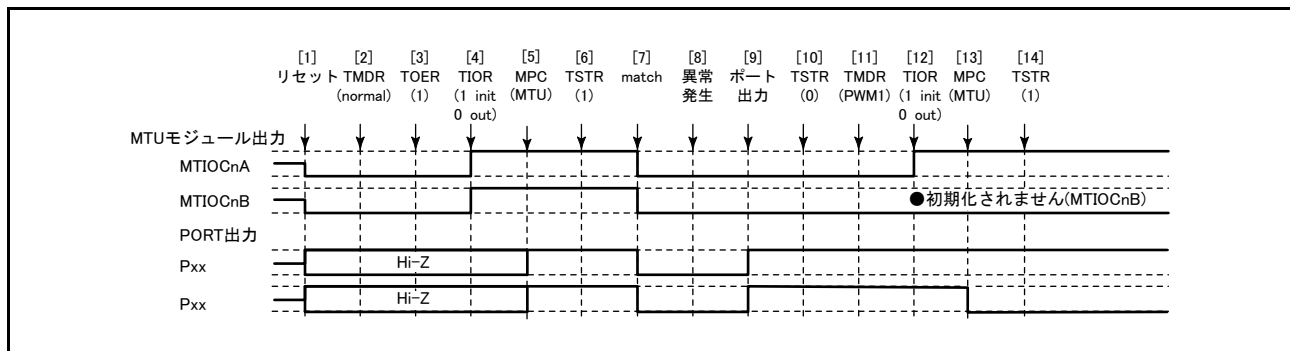 [1] [2] [3] [4] [5] [6] [7] [8] [9] [10] [11] [12] [13] [14]
リセット TMDR TOER TIOR MPC TSTR match 異常 ポート TSTR TMDR TIOR MPC TSTR
(normal) (1) (1 init (MTU) (1) 発生 出力 (0) (PWM1) (1 init (MTU) (1)
0 out) 0 out)
MTUモジュール出力
MTIOCnA
MTIOCnB ●初期化されません(MTIOCnB)
PORT出力
Pxx Hi-Z
Pxx Hi-Z